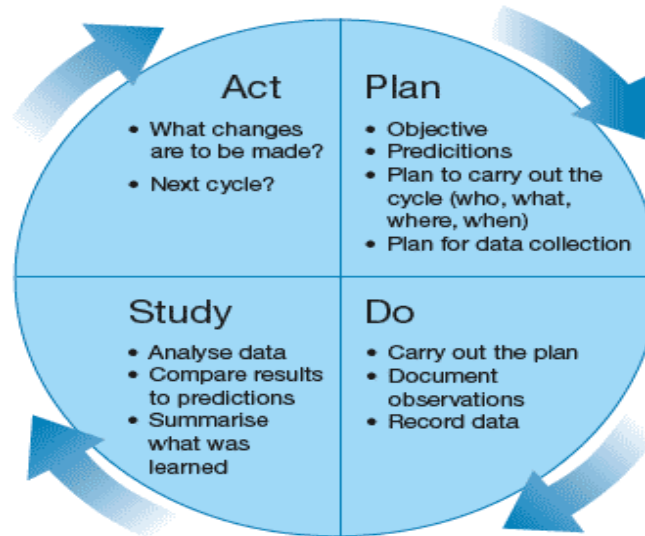 Act
• What changes
are to be made?
• Next cycle?
Plan
• Objective
• Predicitions
• Plan to carry out the
cycle (who, what,
where, when)
• Plan for data collection
Study
• Analyse data
• Compare results
to predictions
• Summarise
what was
learned
Do
• Carry out the plan
• Document
observations
• Record data